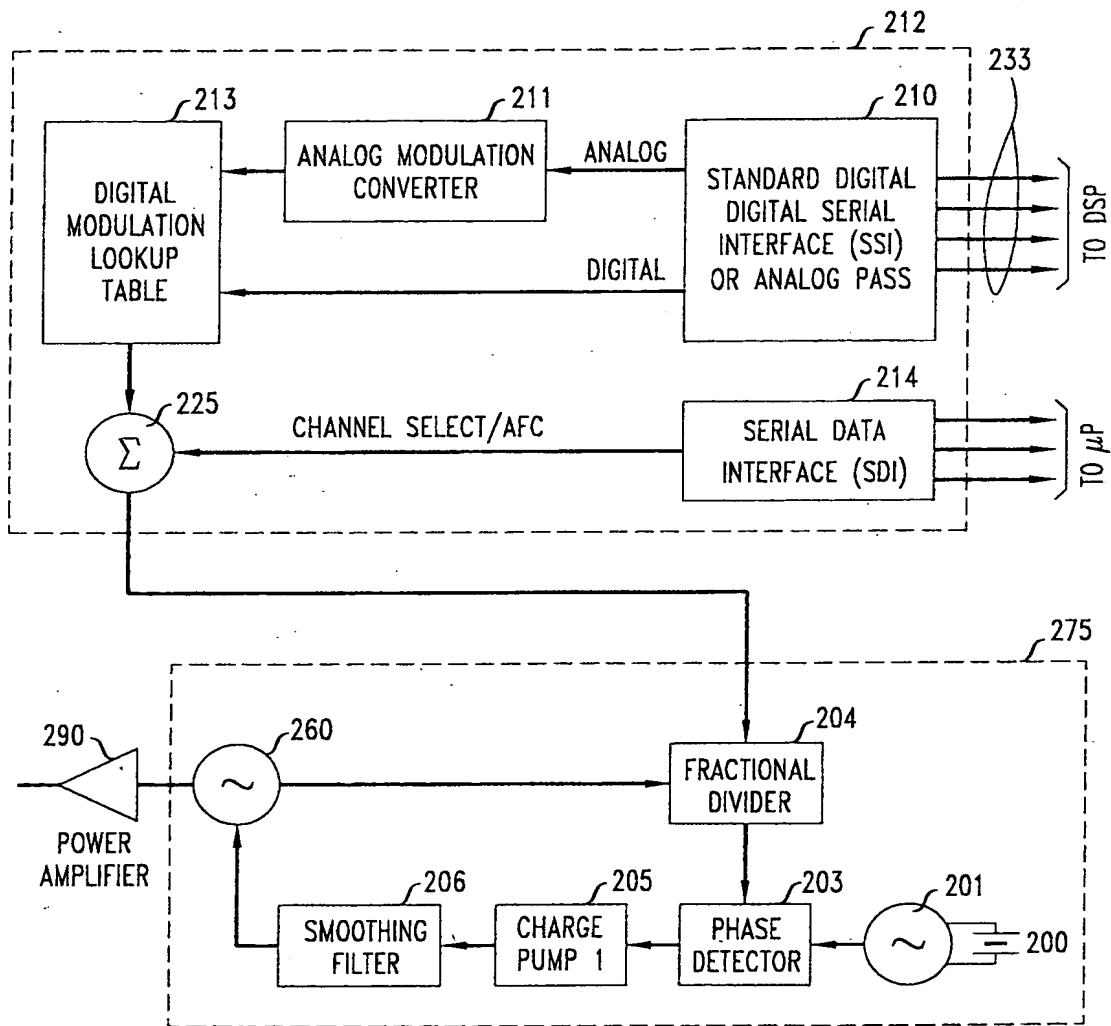 212
233
213
211
210
DIGITAL
MODULATION
LOOKUP
TABLE
ANALOG MODULATION
CONVERTER
ANALOG
DIGITAL
STANDARD DIGITAL
DIGITAL SERIAL
INTERFACE (SSI)
OR ANALOG PASS
TO DSP
225
Σ
CHANNEL SELECT/AFC
214
SERIAL DATA
INTERFACE (SDI)
TO μP
275
290
POWER
AMPLIFIER
260
~
204
FRACTIONAL
DIVIDER
206
SMOOTHING
FILTER
205
CHARGE
PUMP 1
203
PHASE
DETECTOR
201
~
200